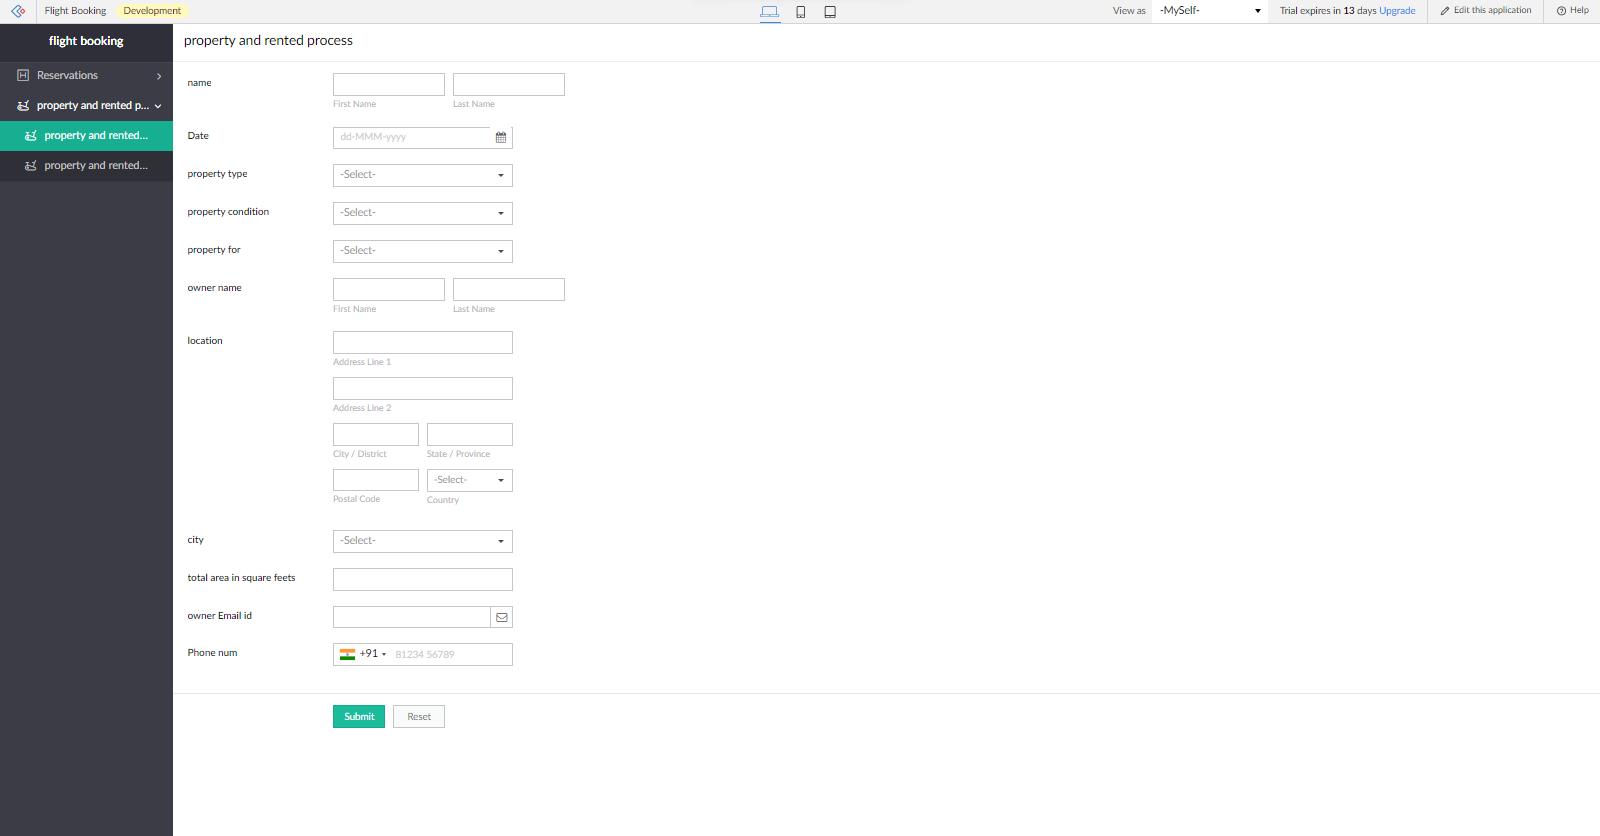 Flight Booking Development View as -MySelf- Trial expires in 13 days Upgrade Edit this application Help
flight booking
Reservations
property and rented p...
property and rented...
property and rented...
property and rented process
name
First Name Last Name
Date dd-MMM-yyyy
property type -Select-
property condition -Select-
property for -Select-
owner name
First Name Last Name
location
Address Line 1
Address Line 2
City / District State / Province
-Select-
Postal Code Country
city -Select-
total area in square feets
owner Email id
Phone num +91 81234 56789
Submit Reset